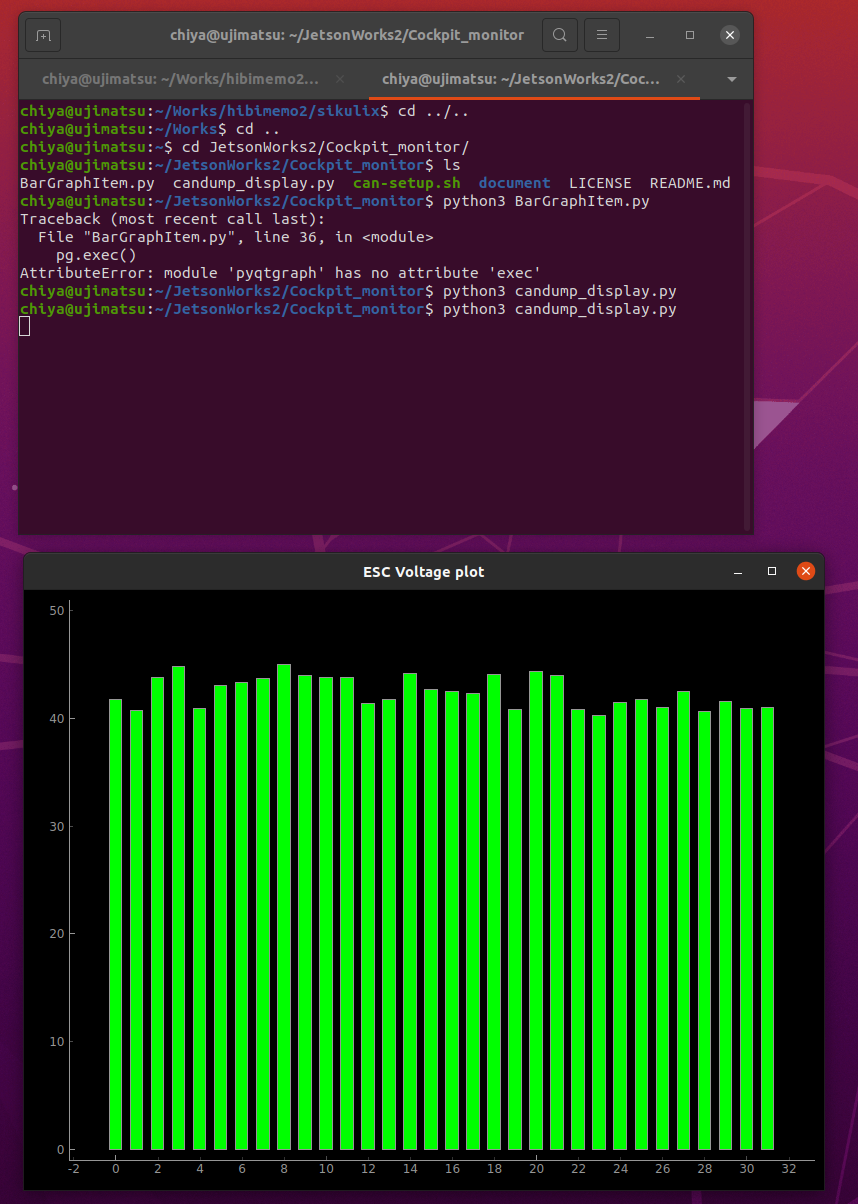 chiya@ujimatsu: ~/JetsonWorks2/Cockpit_monitor
chiya@ujimatsu: ~/Works/hibimemo2... × chiya@ujimatsu: ~/JetsonWorks2/Coc... ×
chiya@ujimatsu:~/Works/hibimemo2/sikulix$ cd ../..
chiya@ujimatsu:~/Works$ cd ..
chiya@ujimatsu:~$ cd JetsonWorks2/Cockpit_monitor/
chiya@ujimatsu:~/JetsonWorks2/Cockpit_monitor$ ls
BarGraphItem.py  candump_display.py  can-setup.sh  document  LICENSE  README.md
chiya@ujimatsu:~/JetsonWorks2/Cockpit_monitor$ python3 BarGraphItem.py
Traceback (most recent call last):
  File "BarGraphItem.py", line 36, in <module>
    pg.exec()
AttributeError: module 'pyqtgraph' has no attribute 'exec'
chiya@ujimatsu:~/JetsonWorks2/Cockpit_monitor$ python3 candump_display.py
chiya@ujimatsu:~/JetsonWorks2/Cockpit_monitor$ python3 candump_display.py
ESC Voltage plot
50
40
30
20
10
0
-2 0 2 4 6 8 10 12 14 16 18 20 22 24 26 28 30 32